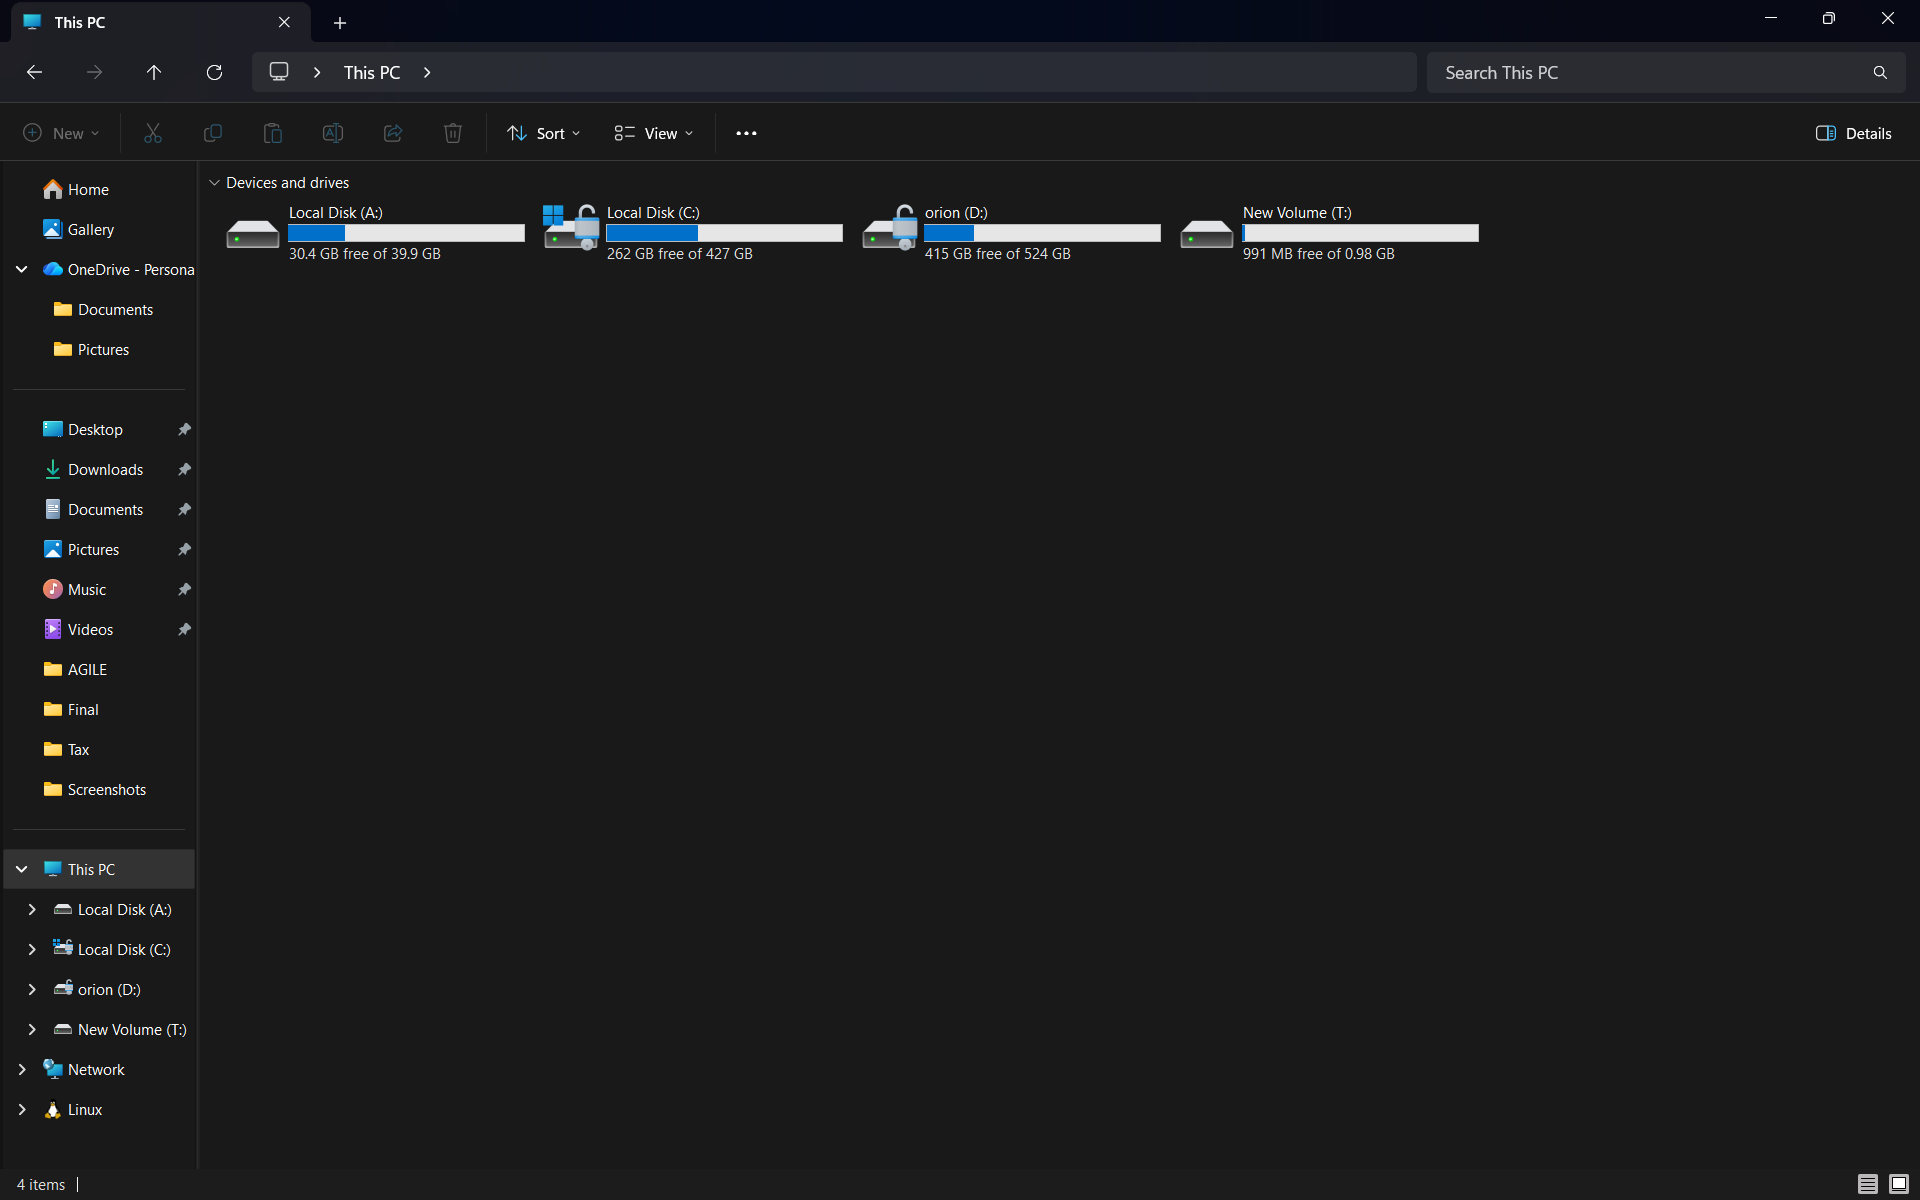 This PC
This PC
Search This PC
New
Sort
View
Details
Home
Gallery
OneDrive - Persona
Documents
Pictures
Desktop
Downloads
Documents
Pictures
Music
Videos
AGILE
Final
Tax
Screenshots
This PC
Local Disk (A:)
Local Disk (C:)
orion (D:)
New Volume (T:)
Network
Linux
Devices and drives
Local Disk (A:)
30.4 GB free of 39.9 GB
Local Disk (C:)
262 GB free of 427 GB
orion (D:)
415 GB free of 524 GB
New Volume (T:)
991 MB free of 0.98 GB
4 items